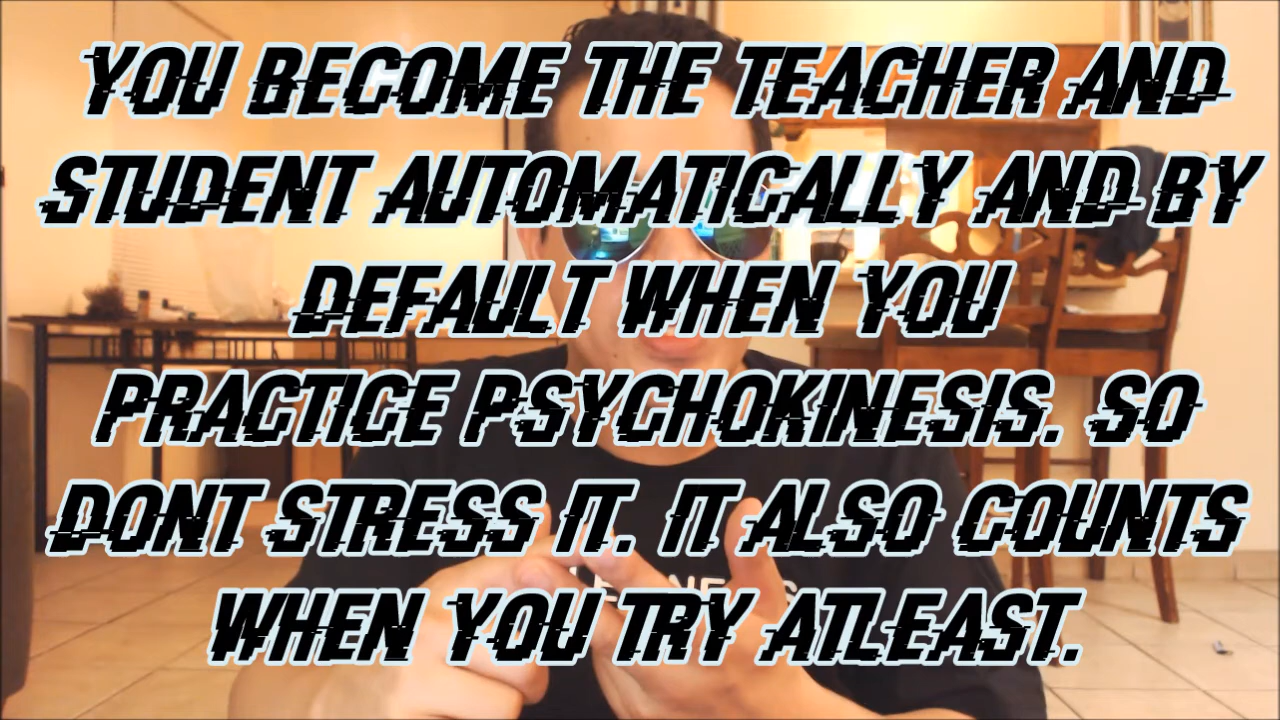 YOU BECOME THE TEACHER AND
STUDENT AUTOMATICALLY AND BY
DEFAULT WHEN YOU
PRACTICE PSYCHOKINESIS. SO
DONT STRESS IT. IT ALSO COUNTS
WHEN YOU TRY ATLEAST.